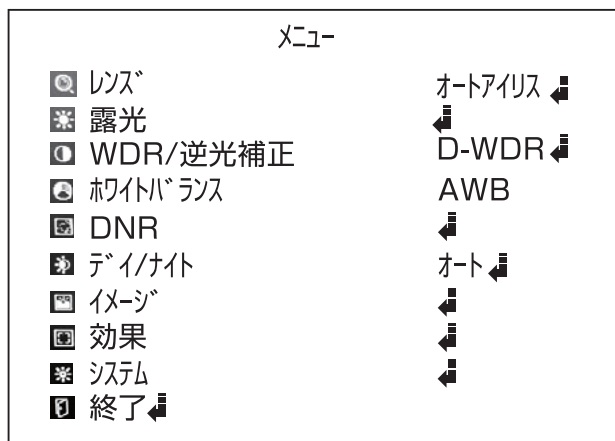 メニュー
レンズ オートアイリス
露光
WDR/逆光補正 D-WDR
ホワイトバランス AWB
DNR
デイ/ナイト オート
イメージ
効果
システム
終了